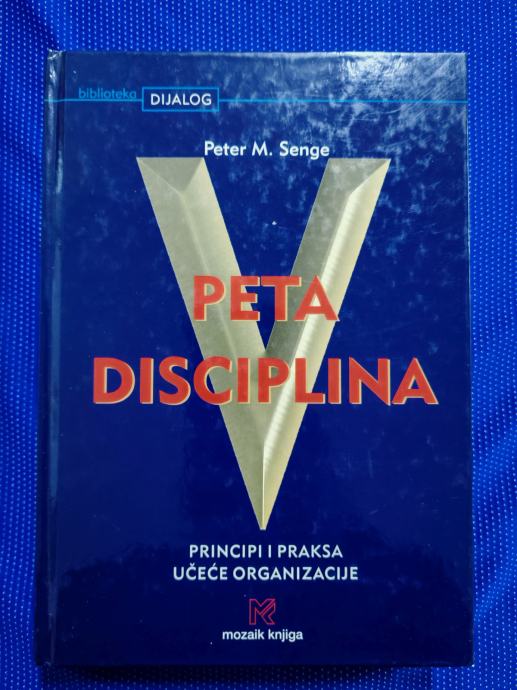 biblioteka DIJALOG
Peter M. Senge
V
PETA
DISCIPLINA
PRINCIPI I PRAKSA
UČEĆE ORGANIZACIJE
mozaik knjiga